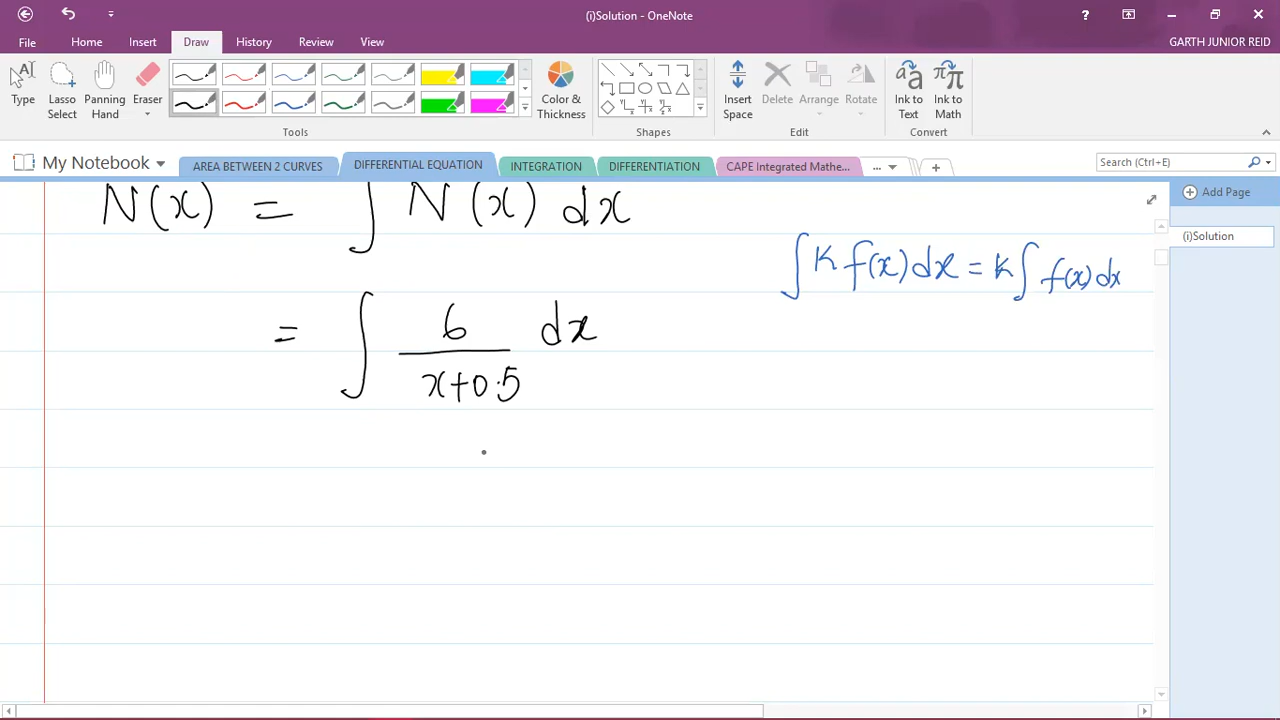 (i)Solution - OneNote
File Home Insert Draw History Review View GARTH JUNIOR REID
Type Lasso Select Panning Hand Eraser Color & Thickness Insert Space Delete Arrange Rotate Ink to Text Ink to Math
Tools Shapes Edit Convert
My Notebook AREA BETWEEN 2 CURVES DIFFERENTIAL EQUATION INTEGRATION DIFFERENTIATION CAPE Integrated Mathe... ... + Search (Ctrl+E)
Add Page
(i)Solution
N(x) = ∫ N(x) dx
∫ K f(x) dx = K ∫ f(x) dx
= ∫ 6/(x+0.5) dx